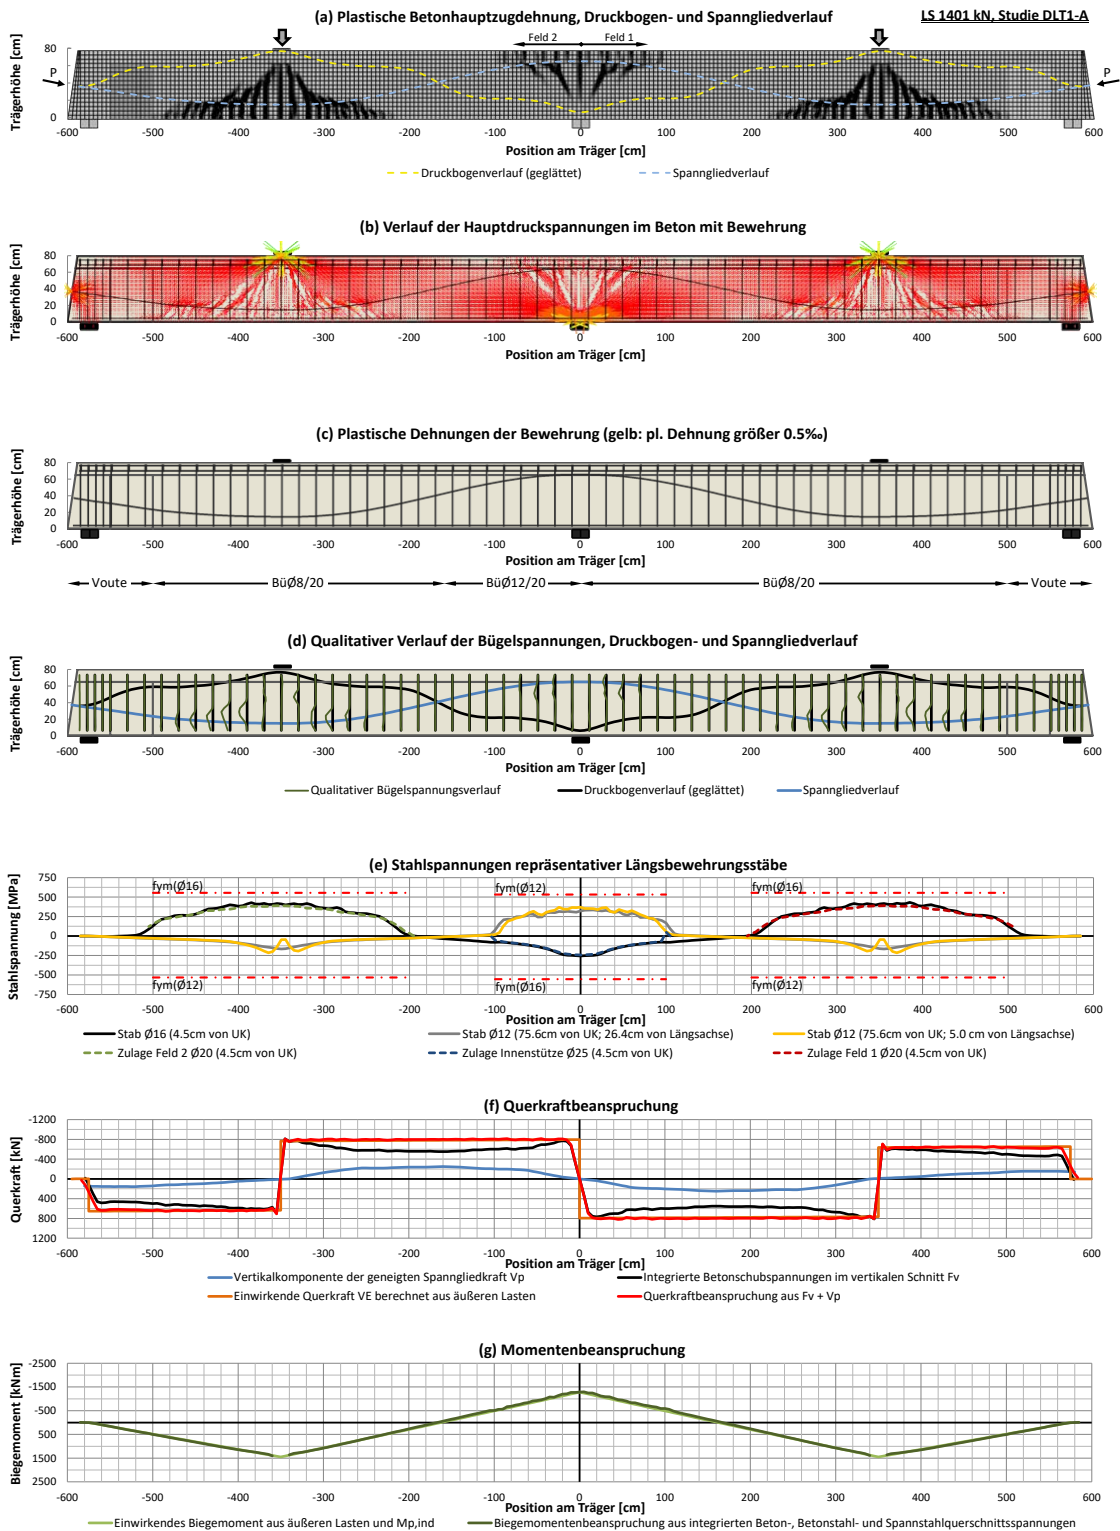 (a) Plastische Betonhauptzugdehnung, Druckbogen- und Spanngliedverlauf
LS 1401 kN, Studie DLT1-A
Trägerhöhe [cm]
80
40
0
P
Feld 2
Feld 1
P
-600 -500 -400 -300 -200 -100 0 100 200 300 400 500 600
Position am Träger [cm]
Druckbogenverlauf (geglättet)
Spanngliedverlauf
(b) Verlauf der Hauptdruckspannungen im Beton mit Bewehrung
Trägerhöhe [cm]
80
60
40
20
0
-600 -500 -400 -300 -200 -100 0 100 200 300 400 500 600
Position am Träger [cm]
(c) Plastische Dehnungen der Bewehrung (gelb: pl. Dehnung größer 0.5‰)
Trägerhöhe [cm]
80
60
40
20
0
-600 -500 -400 -300 -200 -100 0 100 200 300 400 500 600
Position am Träger [cm]
Voute BüØ8/20 BüØ12/20 BüØ8/20 Voute
(d) Qualitativer Verlauf der Bügelspannungen, Druckbogen- und Spanngliedverlauf
Trägerhöhe [cm]
80
60
40
20
0
-600 -500 -400 -300 -200 -100 0 100 200 300 400 500 600
Position am Träger [cm]
Qualitativer Bügelspannungsverlauf
Druckbogenverlauf (geglättet)
Spanngliedverlauf
(e) Stahlspannungen repräsentativer Längsbewehrungsstäbe
Stahlspannung [MPa]
750
500
250
0
-250
-500
-750
fym(Ø16)
fym(Ø12)
fym(Ø16)
fym(Ø12)
fym(Ø16)
fym(Ø12)
-600 -500 -400 -300 -200 -100 0 100 200 300 400 500 600
Position am Träger [cm]
Stab Ø16 (4.5cm von UK)
Stab Ø12 (75.6cm von UK; 26.4cm von Längsachse)
Stab Ø12 (75.6cm von UK; 5.0 cm von Längsachse)
Zulage Feld 2 Ø20 (4.5cm von UK)
Zulage Innenstütze Ø25 (4.5cm von UK)
Zulage Feld 1 Ø20 (4.5cm von UK)
(f) Querkraftbeanspruchung
Querkraft [kN]
-1200
-800
-400
0
400
800
1200
-600 -500 -400 -300 -200 -100 0 100 200 300 400 500 600
Position am Träger [cm]
Vertikalkomponente der geneigten Spanngliedkraft Vp
Integrierte Betonschubspannungen im vertikalen Schnitt Fv
Einwirkende Querkraft VE berechnet aus äußeren Lasten
Querkraftbeanspruchung aus Fv + Vp
(g) Momentenbeanspruchung
Biegemoment [kNm]
-2500
-1500
-500
500
1500
2500
-600 -500 -400 -300 -200 -100 0 100 200 300 400 500 600
Position am Träger [cm]
Einwirkendes Biegemoment aus äußeren Lasten und Mp,ind
Biegemomentenbeanspruchung aus integrierten Beton-, Betonstahl- und Spannstahlquerschnittsspannungen